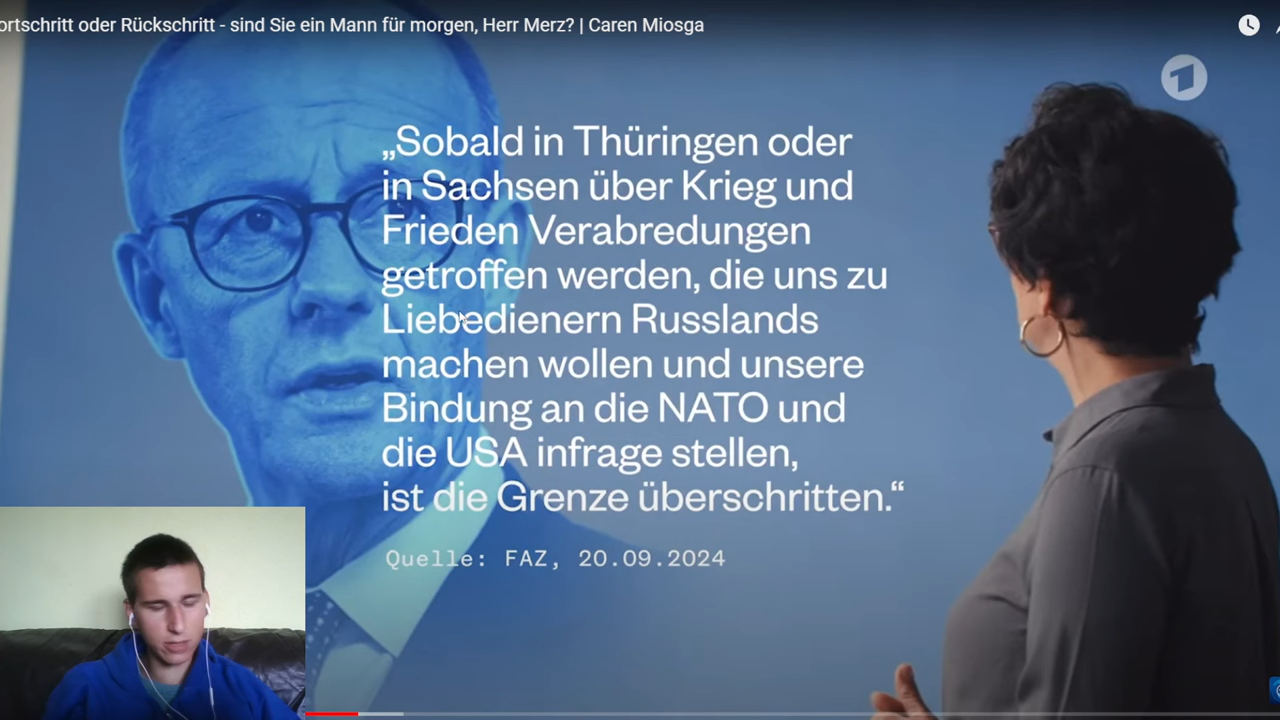 ortschritt oder Rückschritt - sind Sie ein Mann für morgen, Herr Merz? | Caren Miosga
„Sobald in Thüringen oder
in Sachsen über Krieg und
Frieden Verabredungen
getroffen werden, die uns zu
Liebedienern Russlands
machen wollen und unsere
Bindung an die NATO und
die USA infrage stellen,
ist die Grenze überschritten.“
Quelle: FAZ, 20.09.2024
1